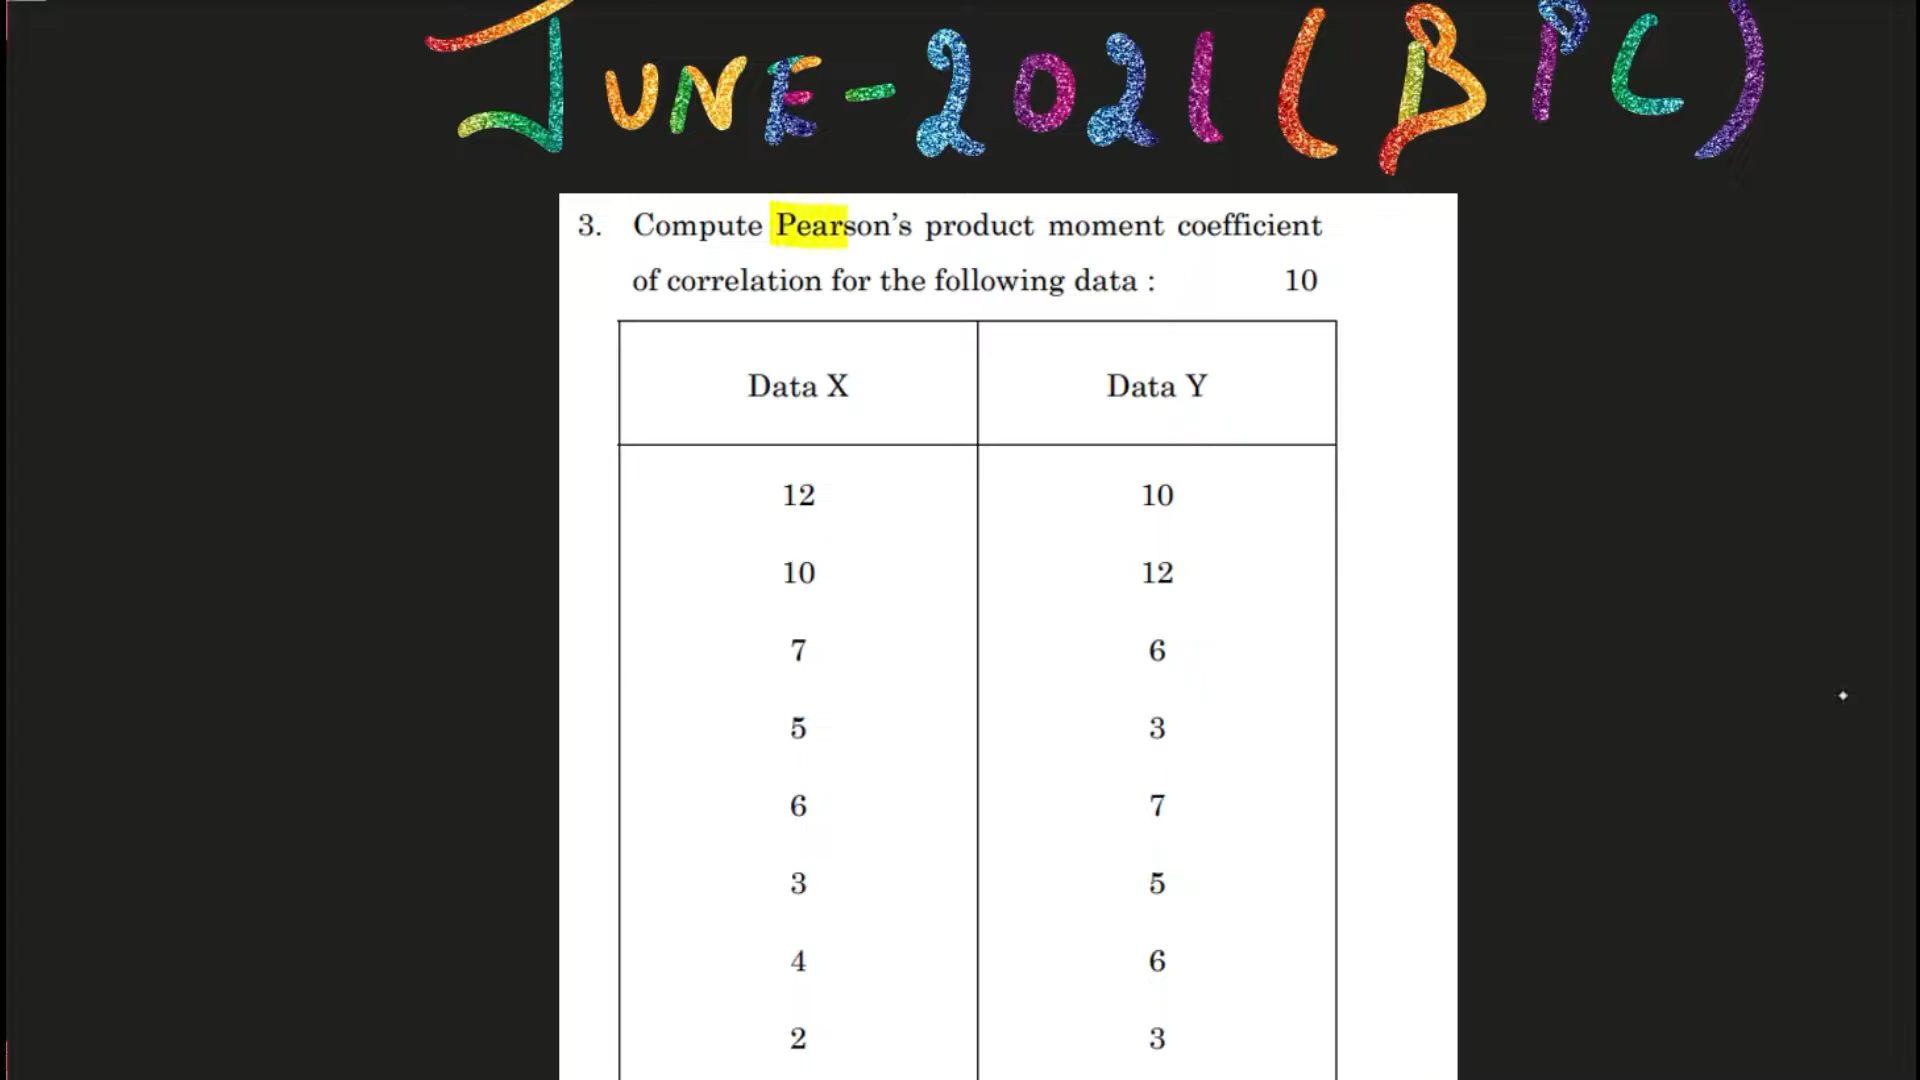 JUNE-2021 (BPC)
3. Compute Pearson's product moment coefficient
of correlation for the following data : 10
Data X Data Y
12 10
10 12
7 6
5 3
6 7
3 5
4 6
2 3